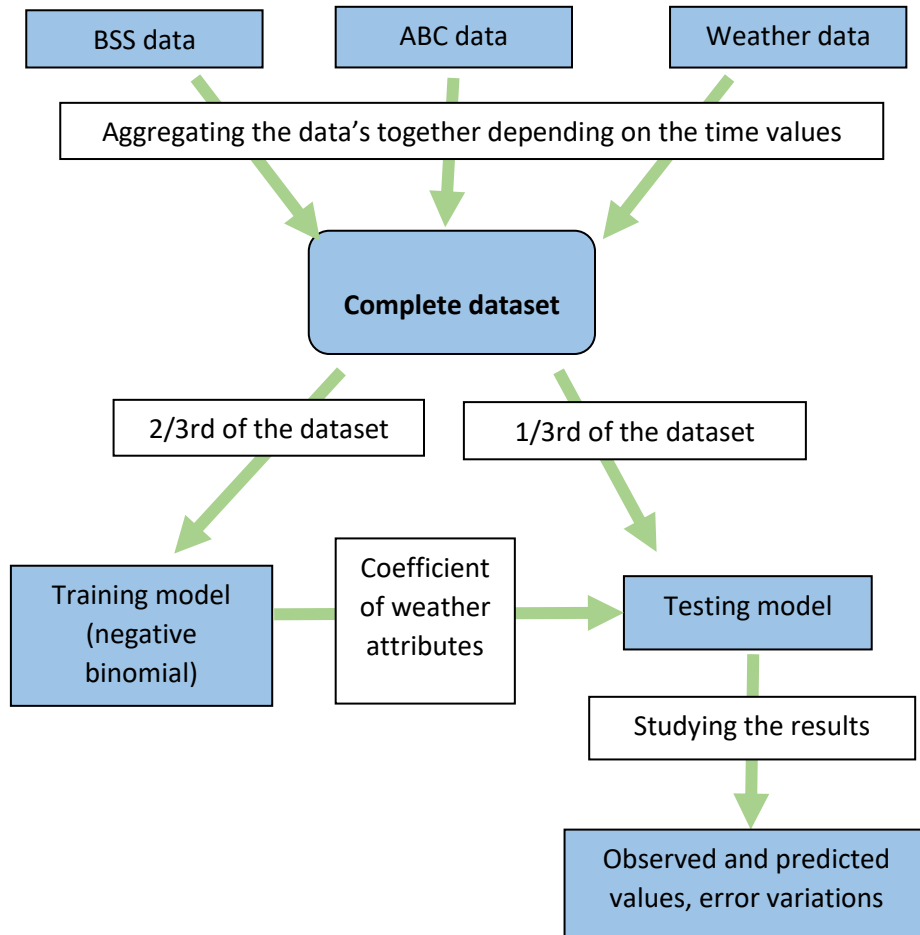 BSS data
ABC data
Weather data
Aggregating the data’s together depending on the time values
Complete dataset
2/3rd of the dataset
1/3rd of the dataset
Training model
(negative
binomial)
Coefficient
of weather
attributes
Testing model
Studying the results
Observed and predicted
values, error variations